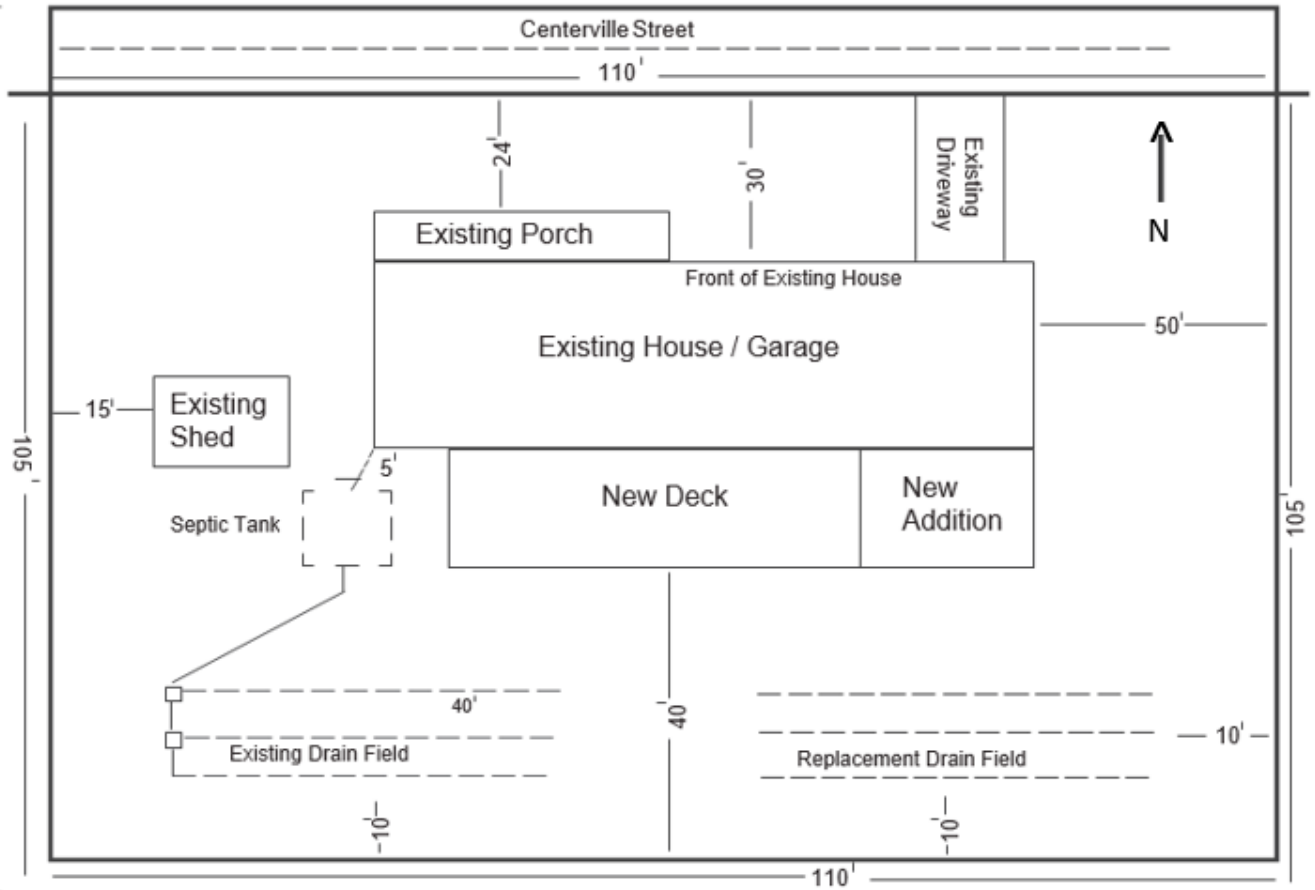 Centerville Street
110'
24'
30'
Existing
Driveway
N
Existing Porch
Front of Existing House
50'
Existing House / Garage
15'
Existing
Shed
105'
5'
New Deck
New
Addition
105'
Septic Tank
40'
40'
10'
Existing Drain Field
Replacement Drain Field
10'
10'
110'